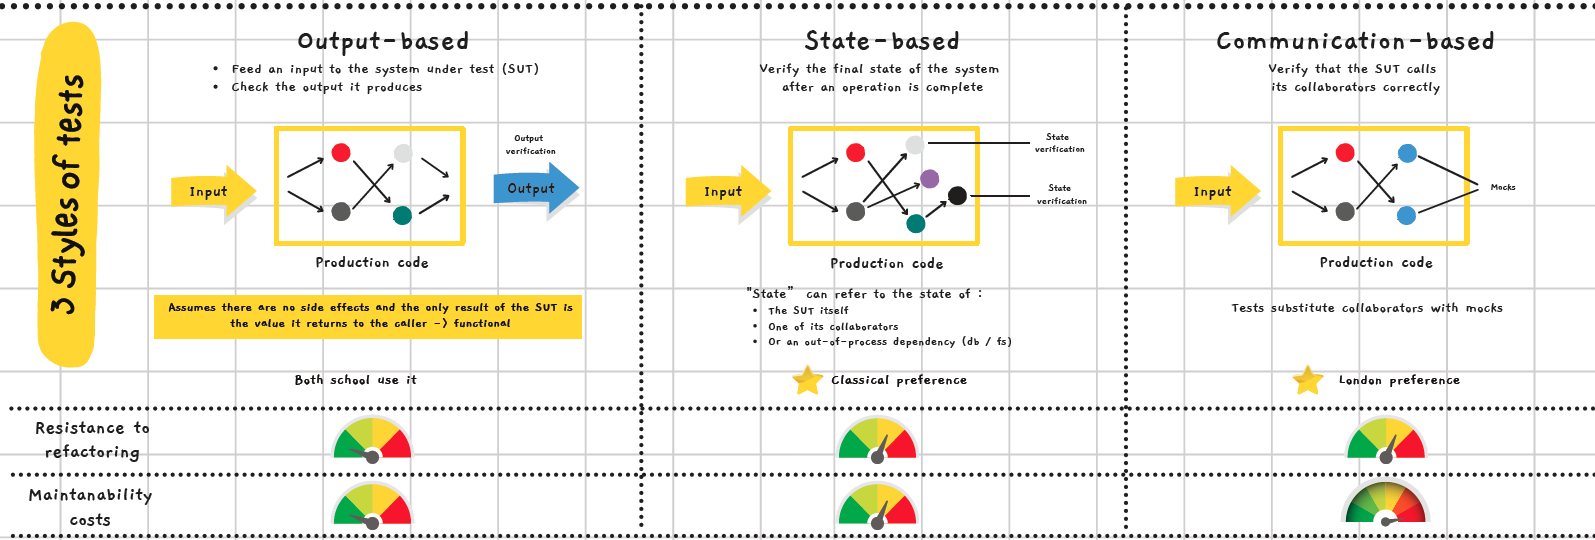 3 Styles of tests
Output-based
• Feed an input to the system under test (SUT)
• Check the output it produces
Input
Output
verification
Output
Production code
Assumes there are no side effects and the only result of the SUT is
the value it returns to the caller -> functional
Both school use it
State-based
Verify the final state of the system
after an operation is complete
Input
State
verification
State
verification
Production code
"State” can refer to the state of :
• The SUT itself
• One of its collaborators
• Or an out-of-process dependency (db / fs)
Classical preference
Communication-based
Verify that the SUT calls
its collaborators correctly
Input
Mocks
Production code
Tests substitute collaborators with mocks
London preference
Resistance to
refactoring
Maintanability
costs